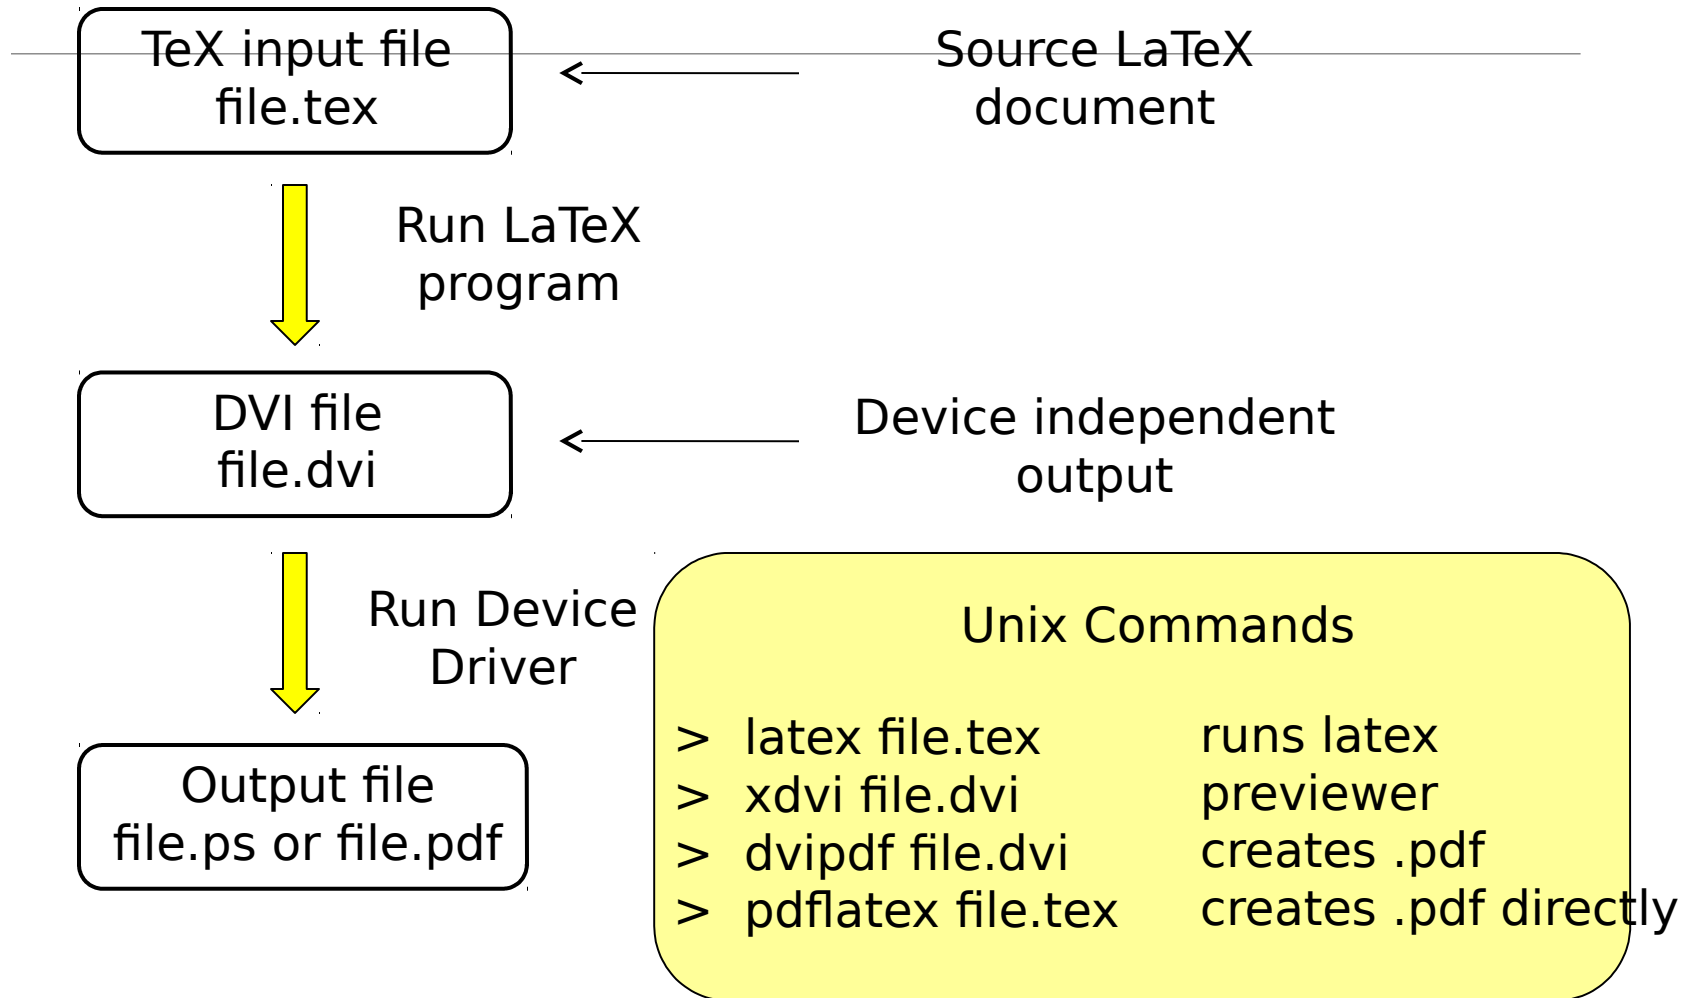 TeX input file
file.tex
Source LaTeX
document
Run LaTeX
program
DVI file
file.dvi
Device independent
output
Run Device
Driver
Output file
file.ps or file.pdf
Unix Commands
> latex file.tex runs latex
> xdvi file.dvi previewer
> dvipdf file.dvi creates .pdf
> pdflatex file.tex creates .pdf directly